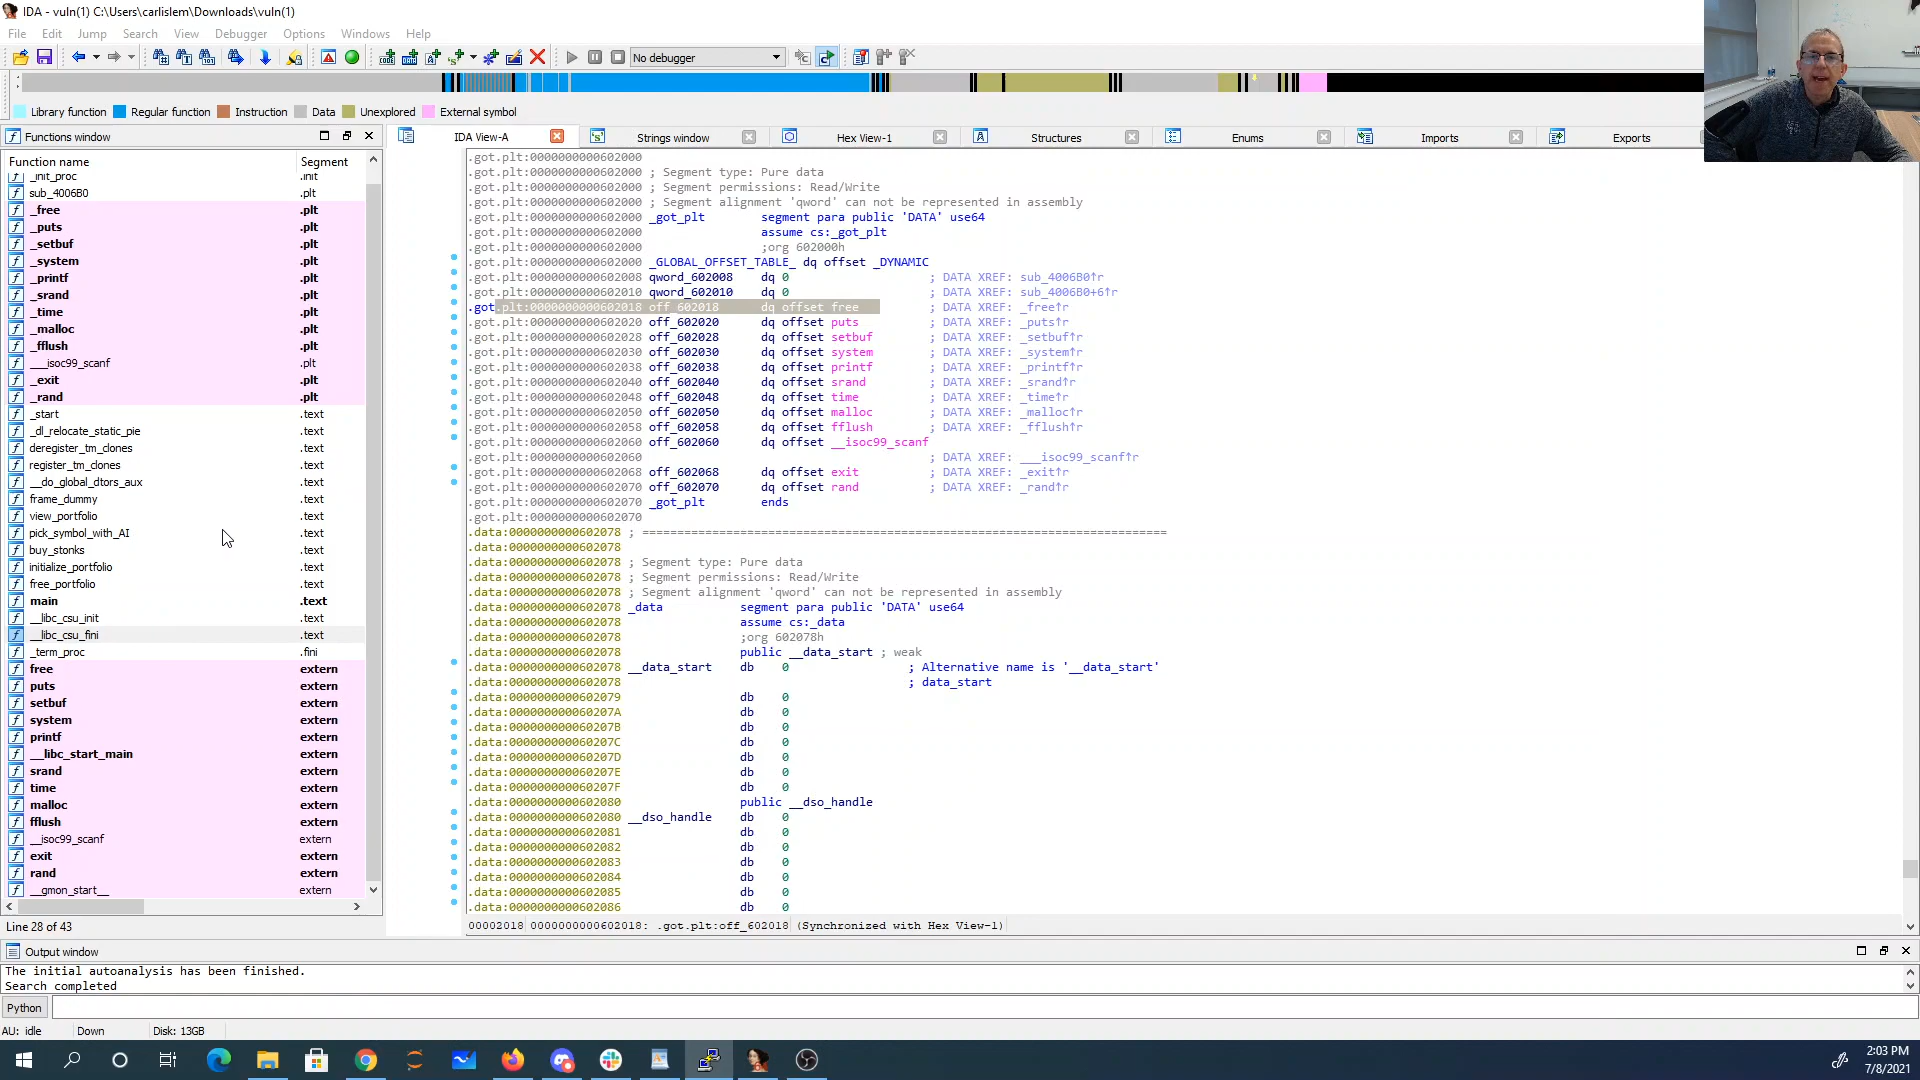 IDA - vuln(1) C:\Users\carlislem\Downloads\vuln(1)
File Edit Jump Search View Debugger Options Windows Help
No debugger
Library function Regular function Instruction Data Unexplored External symbol
Functions window
IDA View-A Strings window Hex View-1 Structures Enums Imports Exports
Function name Segment
_init_proc .init
sub_4006B0 .plt
_free .plt
_puts .plt
_setbuf .plt
_system .plt
_printf .plt
_srand .plt
_time .plt
_malloc .plt
_fflush .plt
___isoc99_scanf .plt
_exit .plt
_rand .plt
_start .text
_dl_relocate_static_pie .text
deregister_tm_clones .text
register_tm_clones .text
__do_global_dtors_aux .text
frame_dummy .text
view_portfolio .text
pick_symbol_with_AI .text
buy_stonks .text
initialize_portfolio .text
free_portfolio .text
main .text
__libc_csu_init .text
__libc_csu_fini .text
_term_proc .fini
free extern
puts extern
setbuf extern
system extern
printf extern
__libc_start_main extern
srand extern
time extern
malloc extern
fflush extern
__isoc99_scanf extern
exit extern
rand extern
__gmon_start__ extern
Line 28 of 43
.got.plt:0000000000602000
.got.plt:0000000000602000 ; Segment type: Pure data
.got.plt:0000000000602000 ; Segment permissions: Read/Write
.got.plt:0000000000602000 ; Segment alignment 'qword' can not be represented in assembly
.got.plt:0000000000602000 _got_plt segment para public 'DATA' use64
.got.plt:0000000000602000 assume cs:_got_plt
.got.plt:0000000000602000 ;org 602000h
.got.plt:0000000000602000 _GLOBAL_OFFSET_TABLE_ dq offset _DYNAMIC
.got.plt:0000000000602008 qword_602008 dq 0 ; DATA XREF: sub_4006B0↑r
.got.plt:0000000000602010 qword_602010 dq 0 ; DATA XREF: sub_4006B0+6↑r
.got.plt:0000000000602018 off_602018 dq offset free ; DATA XREF: _free↑r
.got.plt:0000000000602020 off_602020 dq offset puts ; DATA XREF: _puts↑r
.got.plt:0000000000602028 off_602028 dq offset setbuf ; DATA XREF: _setbuf↑r
.got.plt:0000000000602030 off_602030 dq offset system ; DATA XREF: _system↑r
.got.plt:0000000000602038 off_602038 dq offset printf ; DATA XREF: _printf↑r
.got.plt:0000000000602040 off_602040 dq offset srand ; DATA XREF: _srand↑r
.got.plt:0000000000602048 off_602048 dq offset time ; DATA XREF: _time↑r
.got.plt:0000000000602050 off_602050 dq offset malloc ; DATA XREF: _malloc↑r
.got.plt:0000000000602058 off_602058 dq offset fflush ; DATA XREF: _fflush↑r
.got.plt:0000000000602060 off_602060 dq offset __isoc99_scanf
.got.plt:0000000000602060 ; DATA XREF: ___isoc99_scanf↑r
.got.plt:0000000000602068 off_602068 dq offset exit ; DATA XREF: _exit↑r
.got.plt:0000000000602070 off_602070 dq offset rand ; DATA XREF: _rand↑r
.got.plt:0000000000602070 _got_plt ends
.got.plt:0000000000602070
.data:0000000000602078 ; ===========================================================================
.data:0000000000602078
.data:0000000000602078 ; Segment type: Pure data
.data:0000000000602078 ; Segment permissions: Read/Write
.data:0000000000602078 ; Segment alignment 'qword' can not be represented in assembly
.data:0000000000602078 _data segment para public 'DATA' use64
.data:0000000000602078 assume cs:_data
.data:0000000000602078 ;org 602078h
.data:0000000000602078 public __data_start ; weak
.data:0000000000602078 __data_start db 0 ; Alternative name is '__data_start'
.data:0000000000602078 ; data_start
.data:0000000000602079 db 0
.data:000000000060207A db 0
.data:000000000060207B db 0
.data:000000000060207C db 0
.data:000000000060207D db 0
.data:000000000060207E db 0
.data:000000000060207F db 0
.data:0000000000602080 public __dso_handle
.data:0000000000602080 __dso_handle db 0
.data:0000000000602081 db 0
.data:0000000000602082 db 0
.data:0000000000602083 db 0
.data:0000000000602084 db 0
.data:0000000000602085 db 0
.data:0000000000602086 db 0
00002018 0000000000602018: .got.plt:off_602018 (Synchronized with Hex View-1)
Output window
The initial autoanalysis has been finished.
Search completed
Python
AU: idle Down Disk: 13GB
2:03 PM
7/8/2021